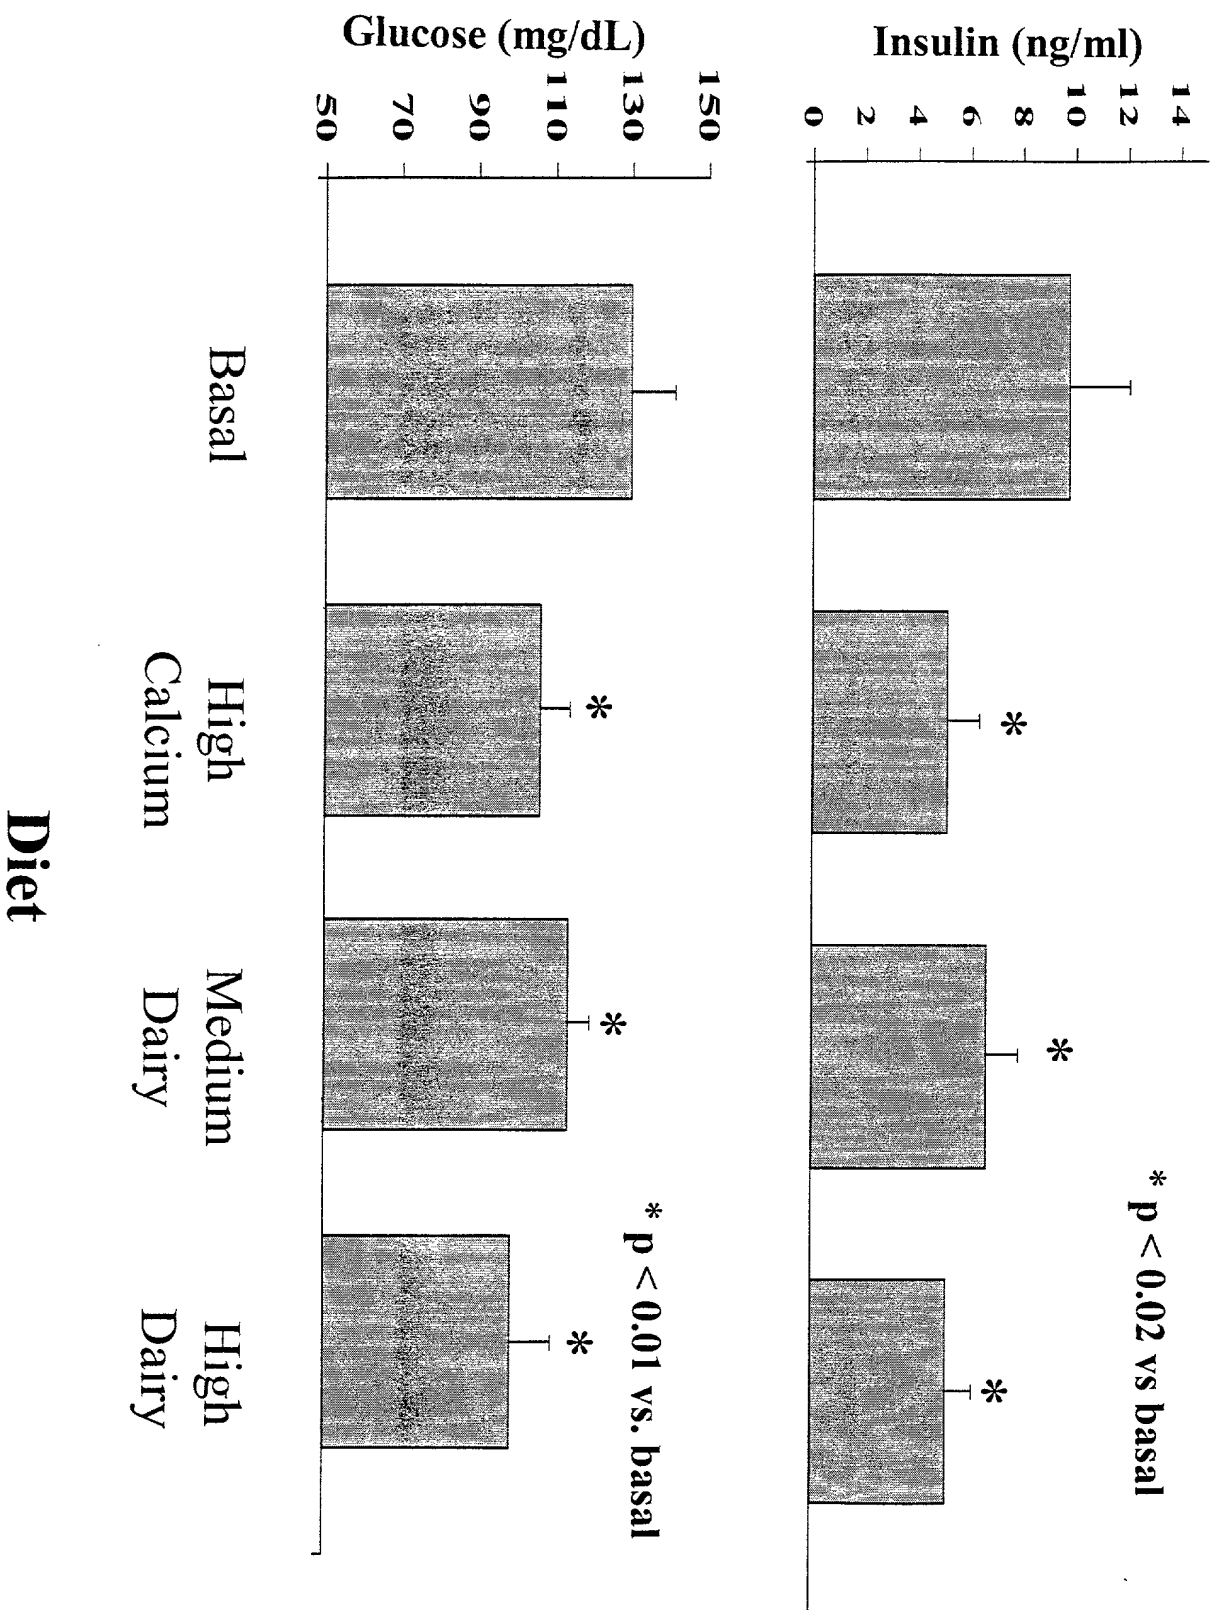 Insulin (ng/ml)
14
12
10
8
6
4
2
0
* p < 0.02 vs basal
*
*
*
Glucose (mg/dL)
150
130
110
90
70
50
* p < 0.01 vs. basal
*
*
*
Basal
High
Calcium
Medium
Dairy
High
Dairy
Diet